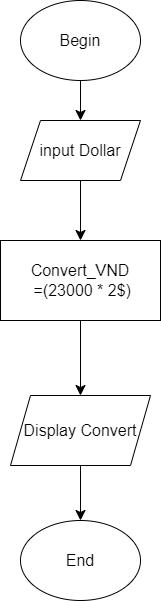 Begin
input Dollar
Convert_VND
=(23000 * 2$)
Display Convert
End